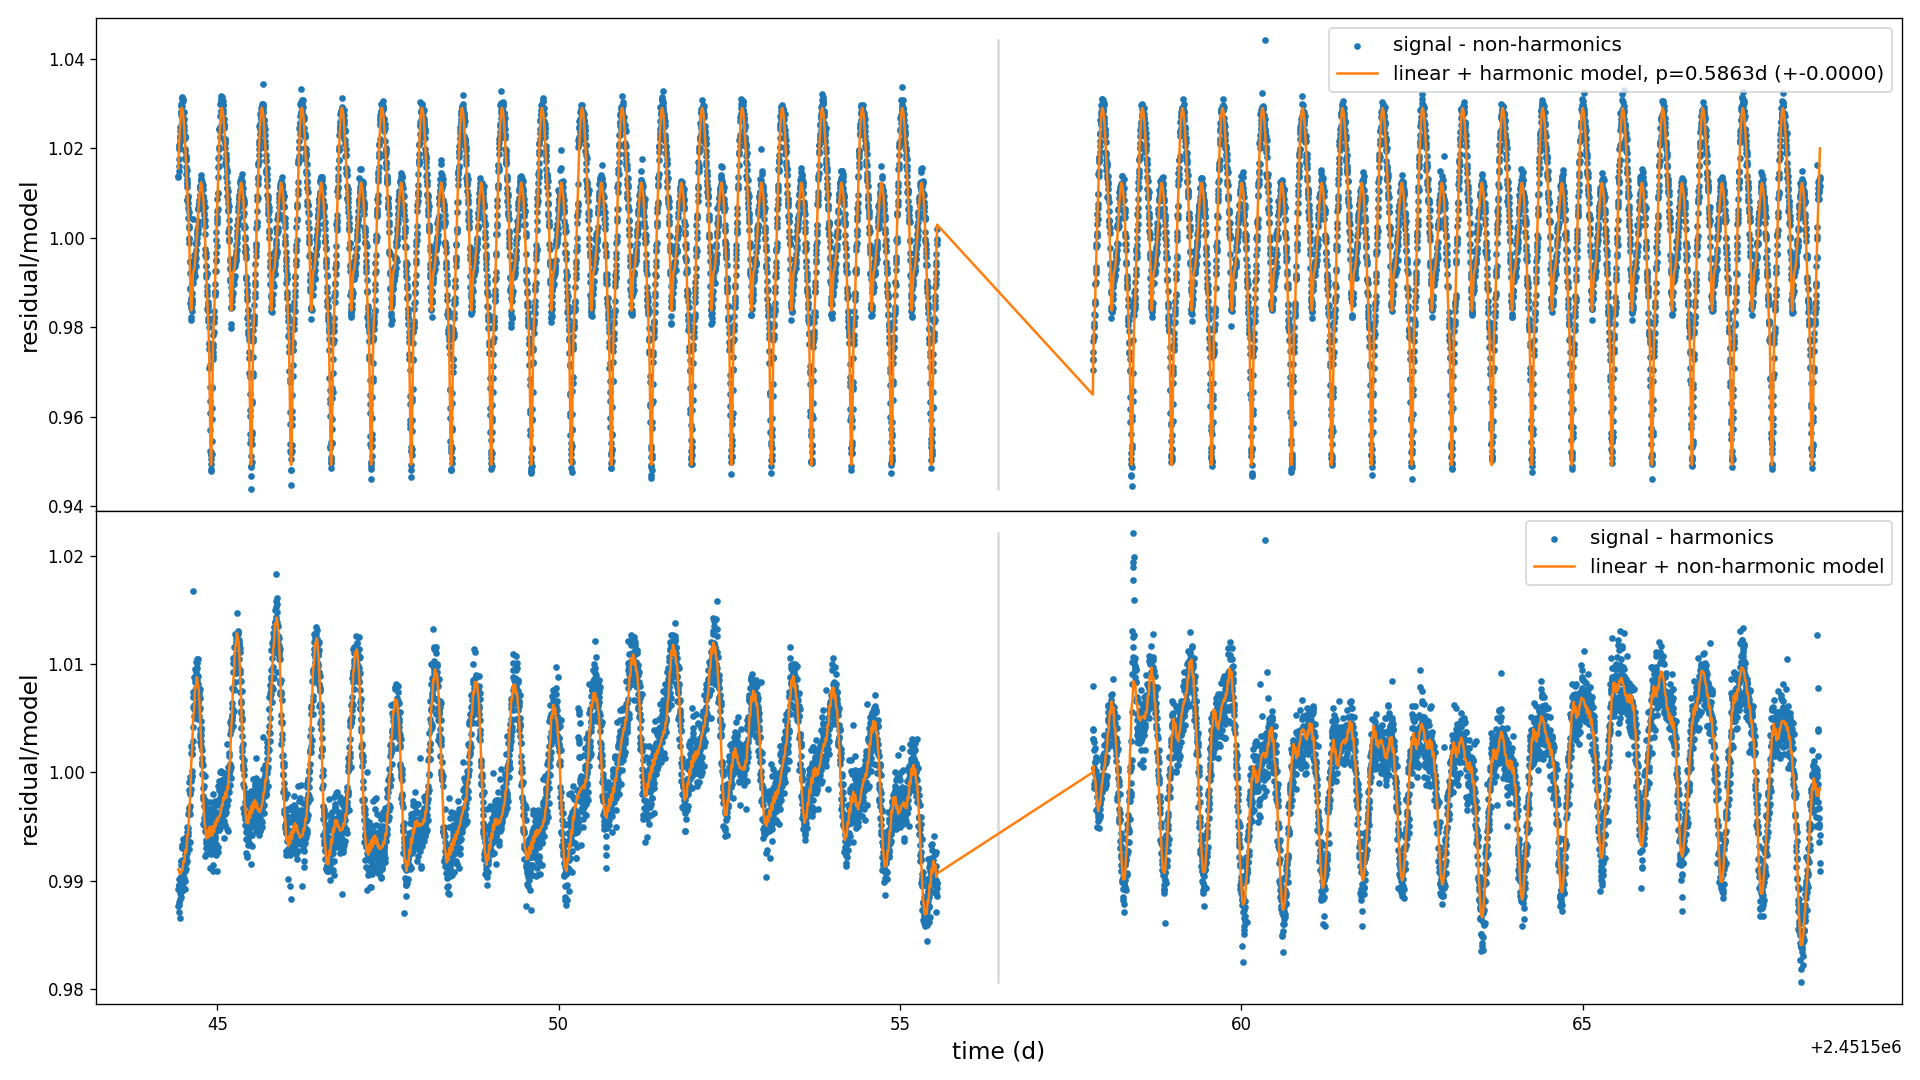 signal - non-harmonics
linear + harmonic model, p=0.5863d (+-0.0000)
residual/model
1.04
1.02
1.00
0.98
0.96
0.94
signal - harmonics
linear + non-harmonic model
residual/model
1.02
1.01
1.00
0.99
0.98
45
50
55
60
65
time (d)
+2.4515e6